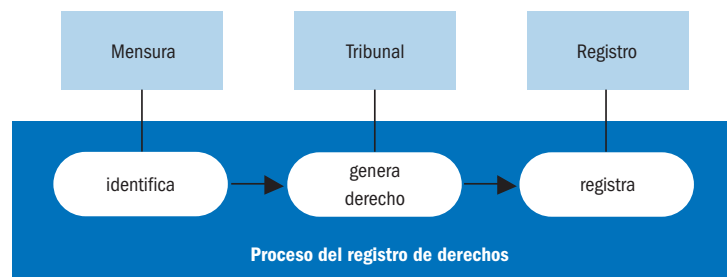 Mensura
Tribunal
Registro
identifica
genera
derecho
registra
Proceso del registro de derechos